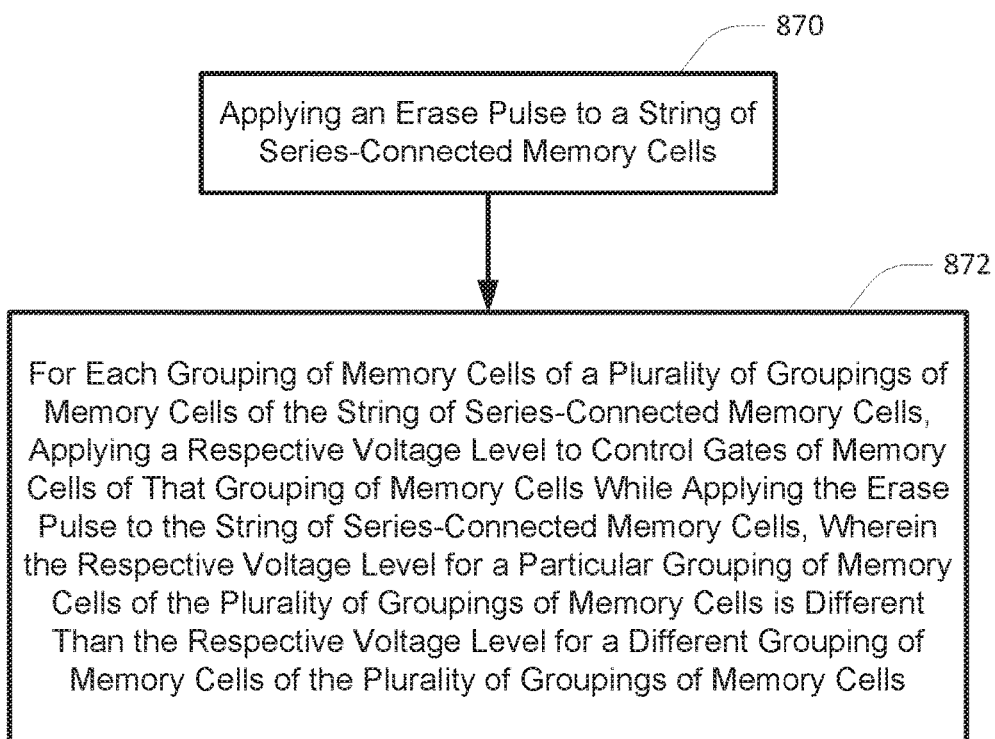 870
Applying an Erase Pulse to a String of
Series-Connected Memory Cells
872
For Each Grouping of Memory Cells of a Plurality of Groupings of
Memory Cells of the String of Series-Connected Memory Cells,
Applying a Respective Voltage Level to Control Gates of Memory
Cells of That Grouping of Memory Cells While Applying the Erase
Pulse to the String of Series-Connected Memory Cells, Wherein
the Respective Voltage Level for a Particular Grouping of Memory
Cells of the Plurality of Groupings of Memory Cells is Different
Than the Respective Voltage Level for a Different Grouping of
Memory Cells of the Plurality of Groupings of Memory Cells